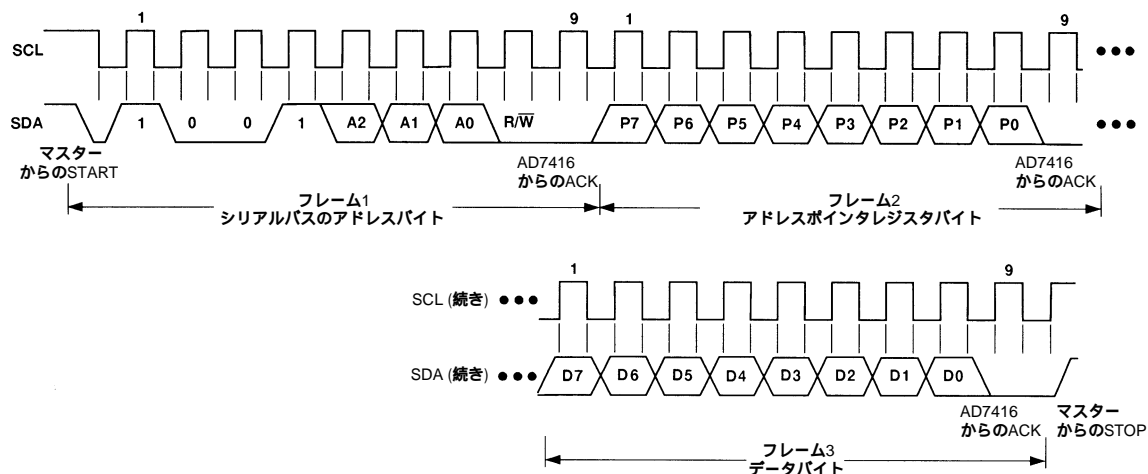 1 9 1 9
SCL
SDA 1 0 0 1 A2 A1 A0 R/W̅ P7 P6 P5 P4 P3 P2 P1 P0
マスター
からのSTART
AD7416
からのACK
AD7416
からのACK
フレーム1
シリアルバスのアドレスバイト
フレーム2
アドレスポインタレジスタバイト
1 9
SCL (続き)
SDA (続き) D7 D6 D5 D4 D3 D2 D1 D0
AD7416
からのACK
マスター
からのSTOP
フレーム3
データバイト